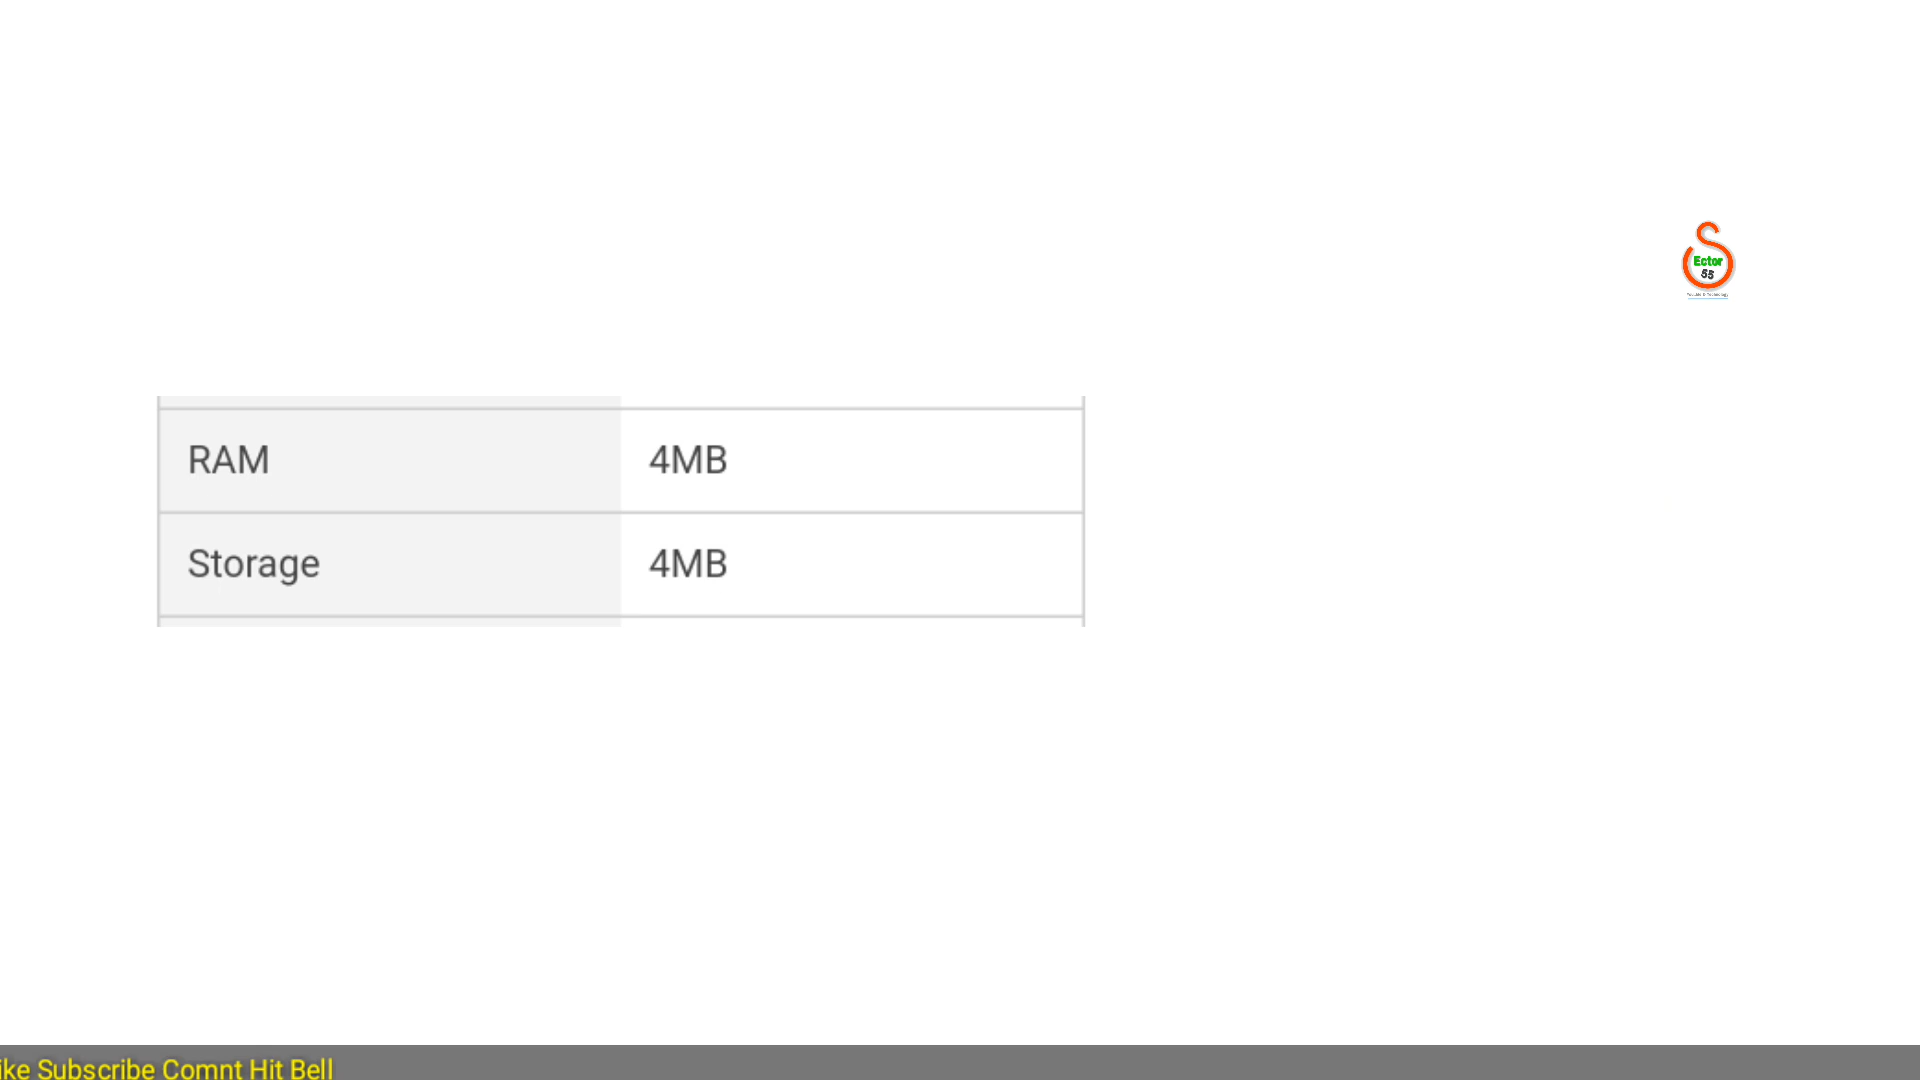 Ector
55
RAM 4MB
Storage 4MB
ike Subscribe Comnt Hit Bell